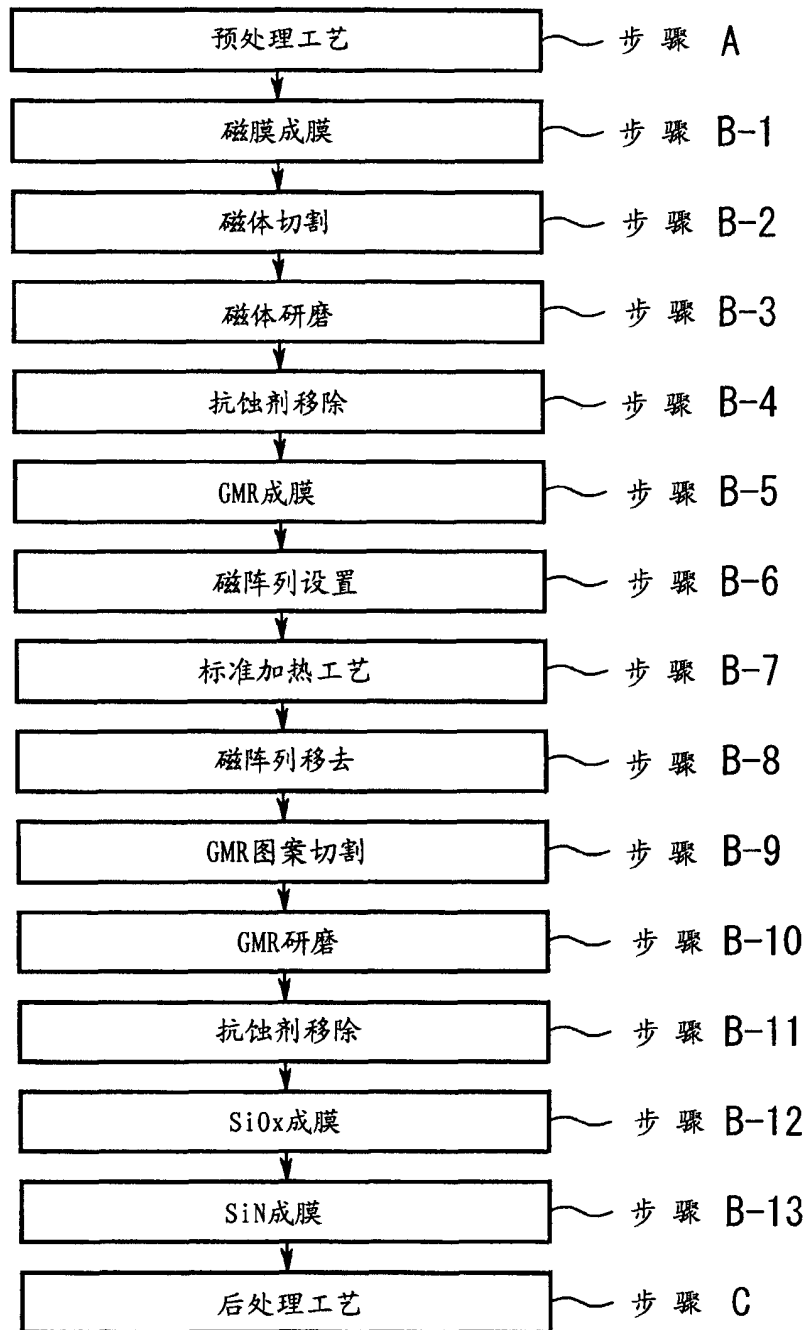 预处理工艺 步骤 A
磁膜成膜 步骤 B-1
磁体切割 步骤 B-2
磁体研磨 步骤 B-3
抗蚀剂移除 步骤 B-4
GMR成膜 步骤 B-5
磁阵列设置 步骤 B-6
标准加热工艺 步骤 B-7
磁阵列移去 步骤 B-8
GMR图案切割 步骤 B-9
GMR研磨 步骤 B-10
抗蚀剂移除 步骤 B-11
SiOx成膜 步骤 B-12
SiN成膜 步骤 B-13
后处理工艺 步骤 C